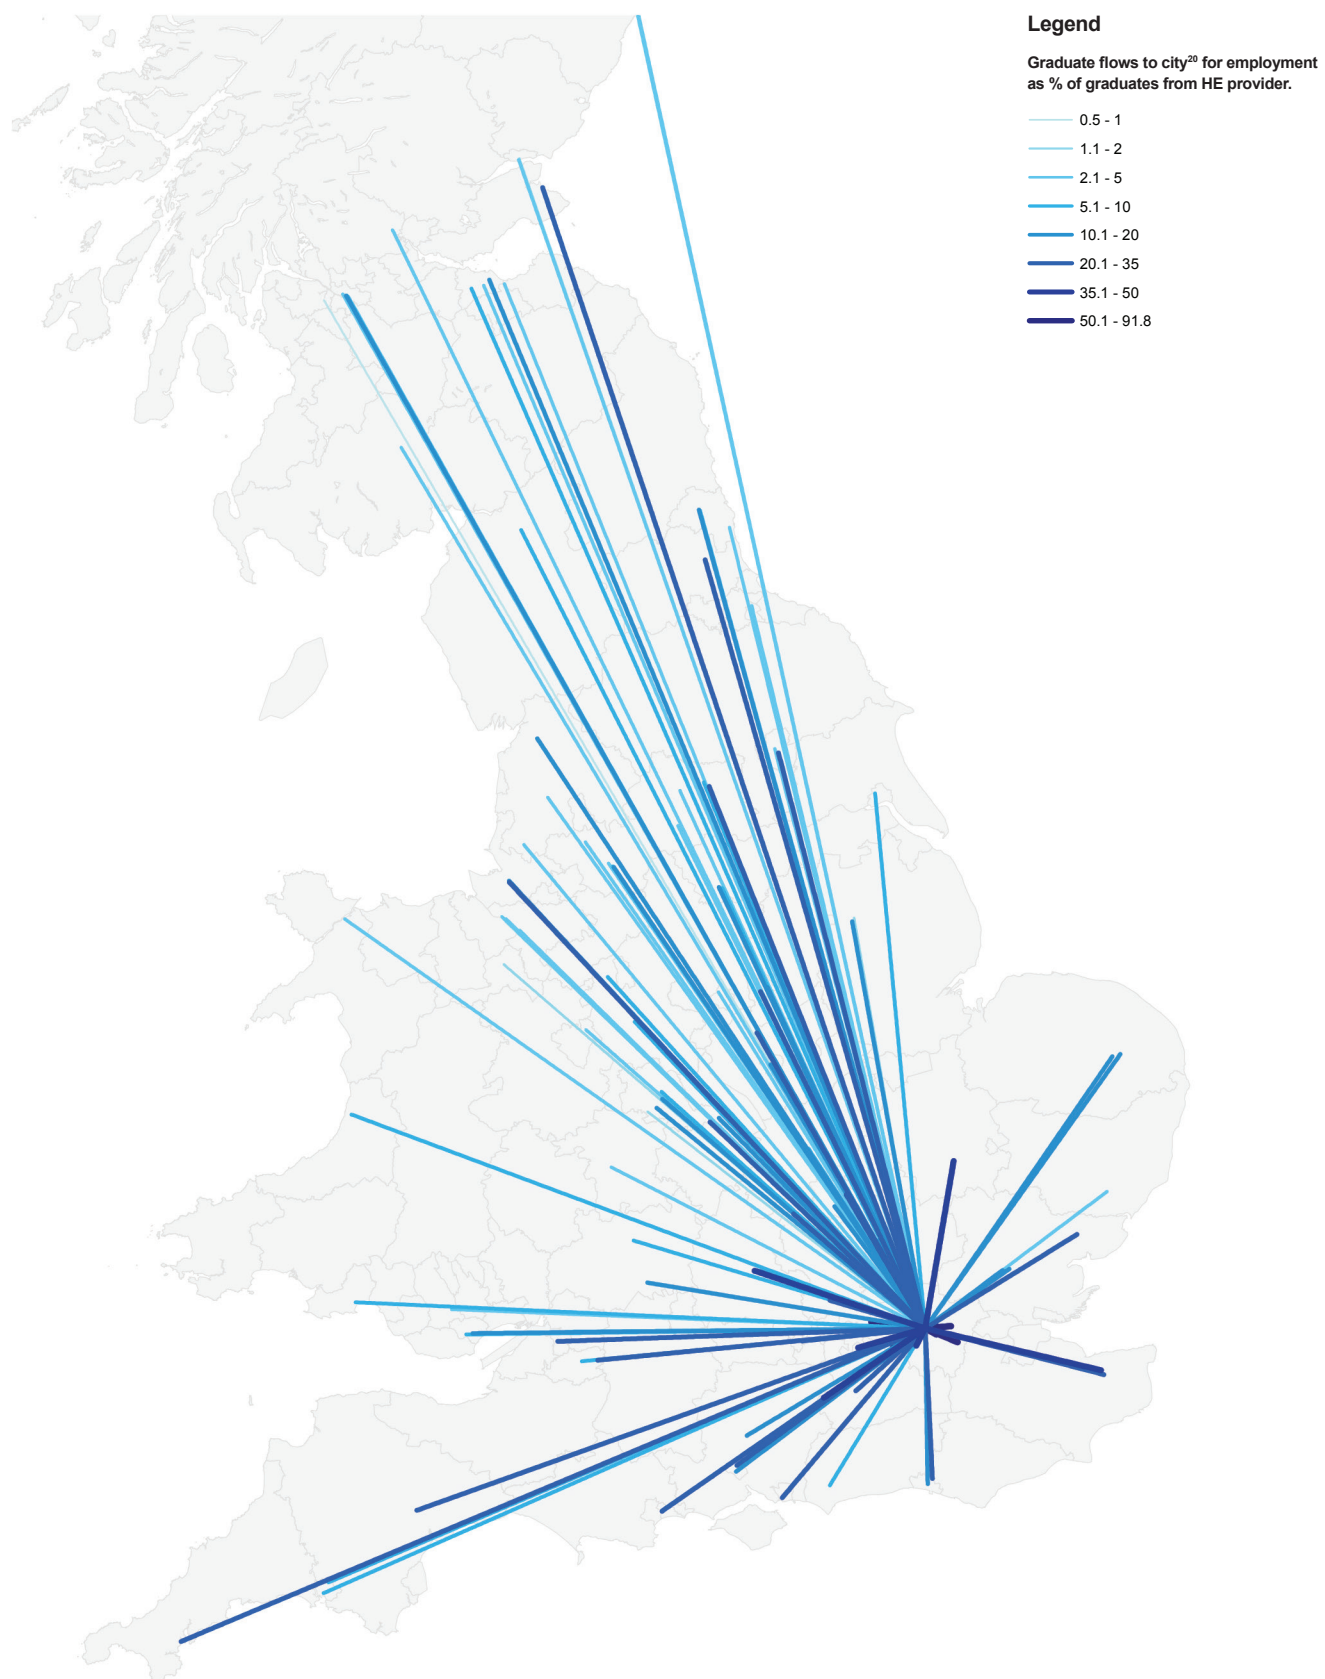 Legend
Graduate flows to city20 for employment
as % of graduates from HE provider.
0.5 - 1
1.1 - 2
2.1 - 5
5.1 - 10
10.1 - 20
20.1 - 35
35.1 - 50
50.1 - 91.8